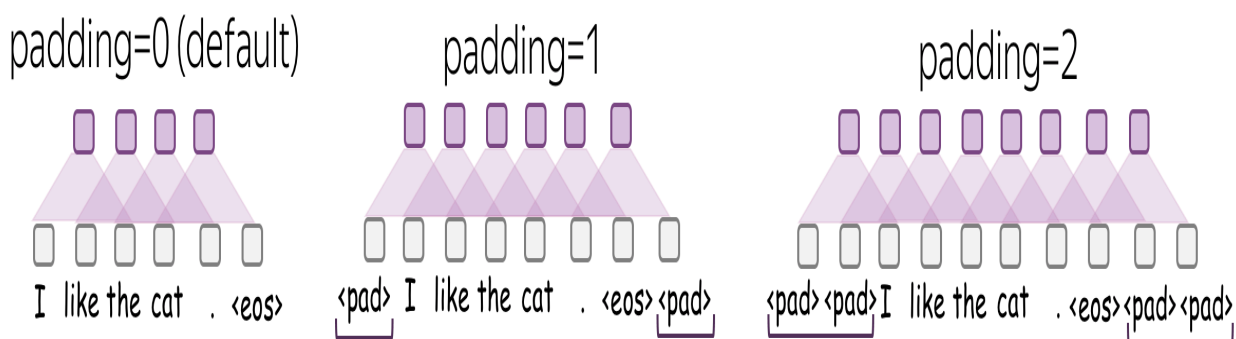 padding=0 (default)
I like the cat . <eos>
padding=1
<pad> I like the cat . <eos> <pad>
padding=2
<pad> <pad> I like the cat . <eos> <pad> <pad>